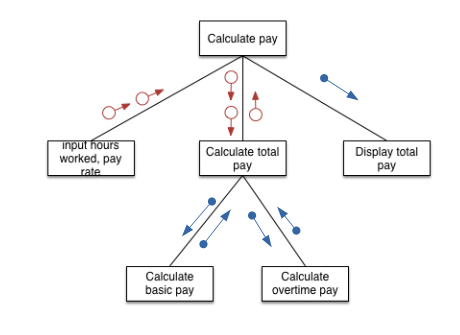 Calculate pay
input hours
worked, pay
rate
Calculate total
pay
Display total
pay
Calculate
basic pay
Calculate
overtime pay